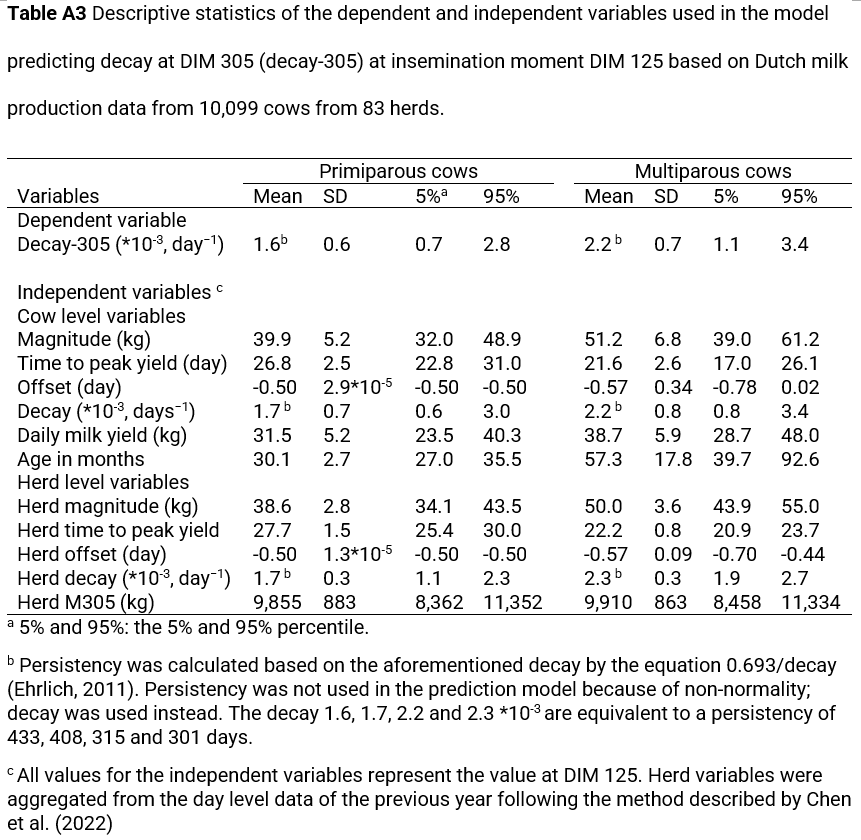 Table A3 Descriptive statistics of the dependent and independent variables used in the model
predicting decay at DIM 305 (decay-305) at insemination moment DIM 125 based on Dutch milk
production data from 10,099 cows from 83 herds.
Primiparous cows Multiparous cows
Variables Mean SD 5%ᵃ 95% Mean SD 5% 95%
Dependent variable
Decay-305 (*10⁻³, day⁻¹) 1.6ᵇ 0.6 0.7 2.8 2.2 ᵇ 0.7 1.1 3.4
Independent variables ᶜ
Cow level variables
Magnitude (kg) 39.9 5.2 32.0 48.9 51.2 6.8 39.0 61.2
Time to peak yield (day) 26.8 2.5 22.8 31.0 21.6 2.6 17.0 26.1
Offset (day) -0.50 2.9*10⁻⁵ -0.50 -0.50 -0.57 0.34 -0.78 0.02
Decay (*10⁻³, days⁻¹) 1.7 ᵇ 0.7 0.6 3.0 2.2 ᵇ 0.8 0.8 3.4
Daily milk yield (kg) 31.5 5.2 23.5 40.3 38.7 5.9 28.7 48.0
Age in months 30.1 2.7 27.0 35.5 57.3 17.8 39.7 92.6
Herd level variables
Herd magnitude (kg) 38.6 2.8 34.1 43.5 50.0 3.6 43.9 55.0
Herd time to peak yield 27.7 1.5 25.4 30.0 22.2 0.8 20.9 23.7
Herd offset (day) -0.50 1.3*10⁻⁵ -0.50 -0.50 -0.57 0.09 -0.70 -0.44
Herd decay (*10⁻³, day⁻¹) 1.7 ᵇ 0.3 1.1 2.3 2.3 ᵇ 0.3 1.9 2.7
Herd M305 (kg) 9,855 883 8,362 11,352 9,910 863 8,458 11,334
ᵃ 5% and 95%: the 5% and 95% percentile.
ᵇ Persistency was calculated based on the aforementioned decay by the equation 0.693/decay
(Ehrlich, 2011). Persistency was not used in the prediction model because of non-normality;
decay was used instead. The decay 1.6, 1.7, 2.2 and 2.3 *10⁻³ are equivalent to a persistency of
433, 408, 315 and 301 days.
ᶜ All values for the independent variables represent the value at DIM 125. Herd variables were
aggregated from the day level data of the previous year following the method described by Chen
et al. (2022)